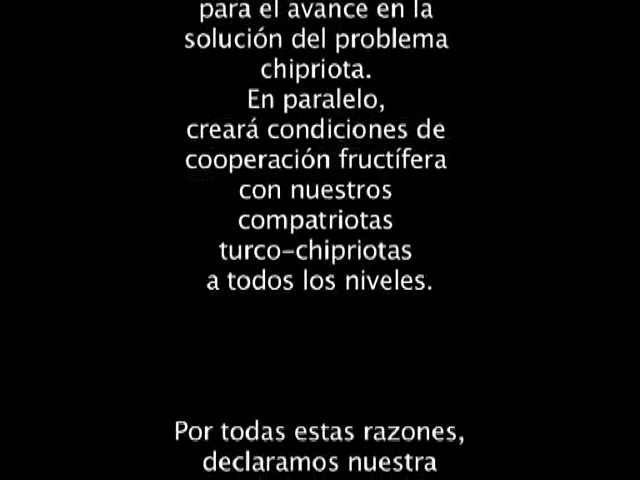 para el avance en la
solución del problema
chipriota.
En paralelo,
creará condiciones de
cooperación fructífera
con nuestros
compatriotas
turco-chipriotas
a todos los niveles.
Por todas estas razones,
declaramos nuestra